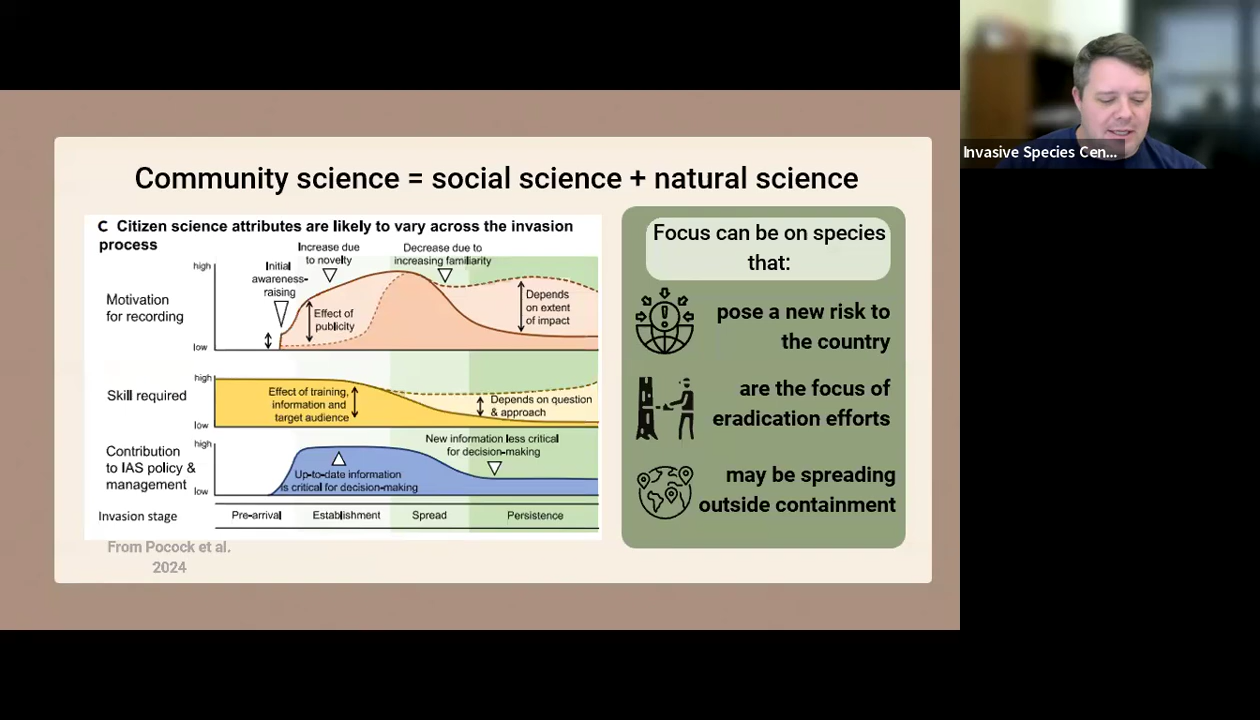 Community science = social science + natural science
C Citizen science attributes are likely to vary across the invasion
process
Increase due
to novelty
Decrease due to
increasing familiarity
Initial
awareness-
raising
high
Motivation
for recording
low
Effect of
publicity
Depends
on extent
of impact
high
Skill required
low
Effect of training,
information and
target audience
Depends on question
& approach
high
Contribution
to IAS policy &
management
low
New information less critical
for decision-making
Up-to-date information
is critical for decision-making
Invasion stage
Pre-arrival
Establishment
Spread
Persistence
From Pocock et al.
2024
Focus can be on species
that:
pose a new risk to
the country
are the focus of
eradication efforts
may be spreading
outside containment
Invasive Species Cen...